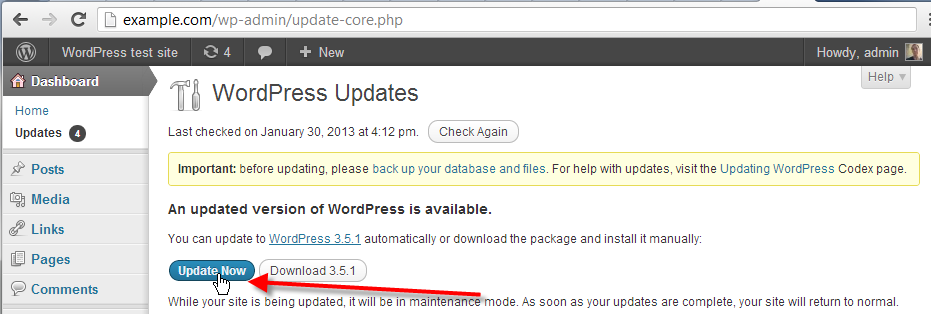 example.com/wp-admin/update-core.php
WordPress test site 4 + New Howdy, admin
Dashboard
Help
Home
Updates 4
Posts
Media
Links
Pages
Comments
WordPress Updates
Last checked on January 30, 2013 at 4:12 pm. Check Again
Important: before updating, please back up your database and files. For help with updates, visit the Updating WordPress Codex page.
An updated version of WordPress is available.
You can update to WordPress 3.5.1 automatically or download the package and install it manually:
Update Now Download 3.5.1
While your site is being updated, it will be in maintenance mode. As soon as your updates are complete, your site will return to normal.